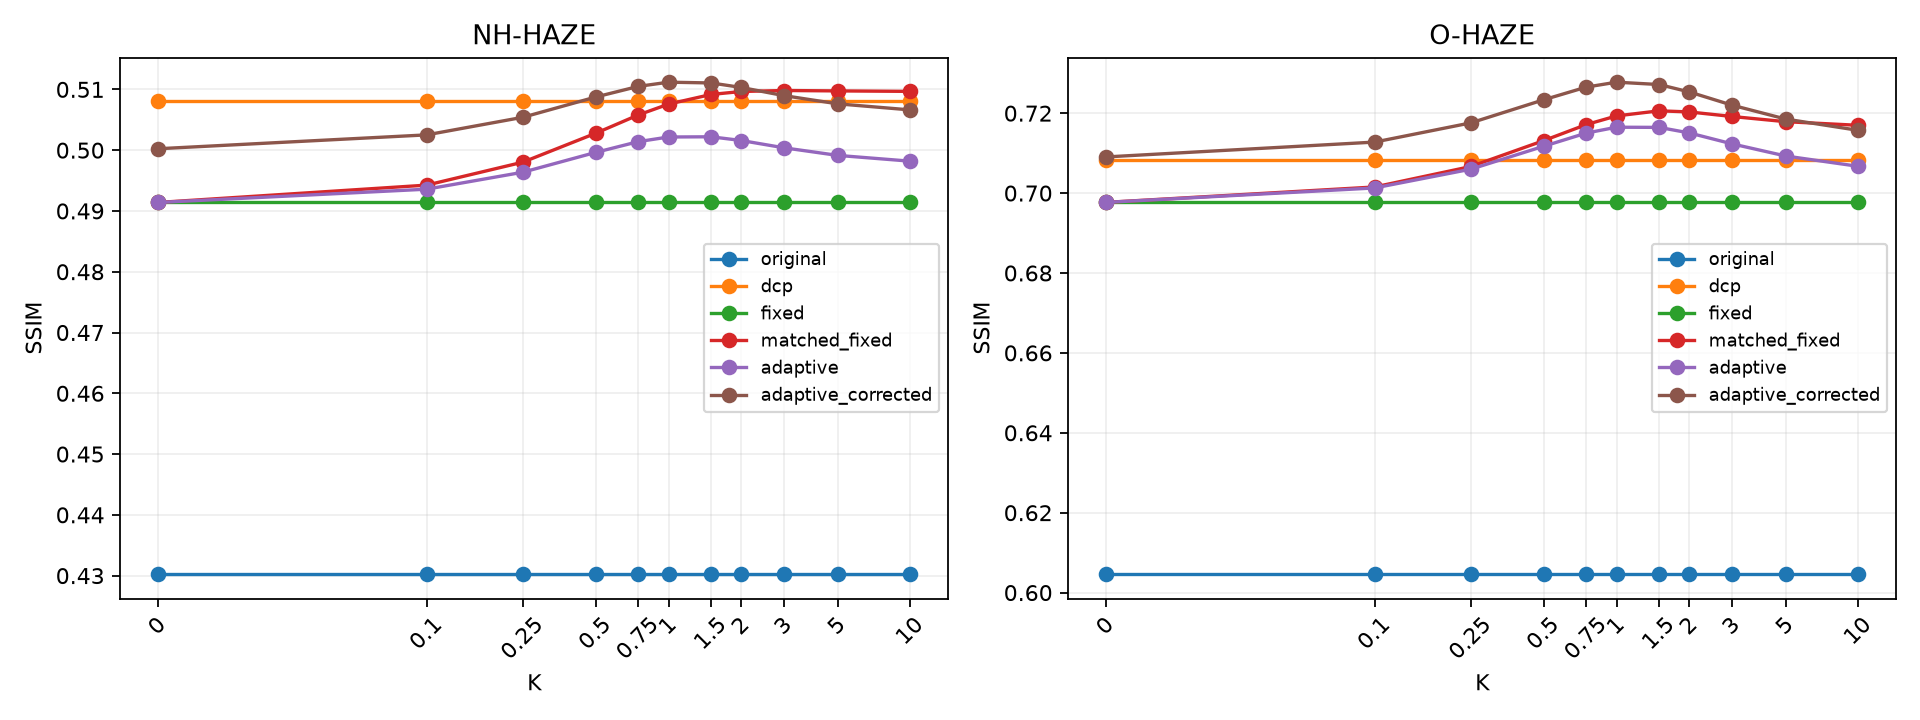 NH-HAZE
SSIM
0.51
0.50
0.49
0.48
0.47
0.46
0.45
0.44
0.43
original
dcp
fixed
matched_fixed
adaptive
adaptive_corrected
0 0.1 0.25 0.5 0.75 1 1.5 2 3 5 10
K
O-HAZE
SSIM
0.72
0.70
0.68
0.66
0.64
0.62
0.60
original
dcp
fixed
matched_fixed
adaptive
adaptive_corrected
0 0.1 0.25 0.5 0.75 1 1.5 2 3 5 10
K